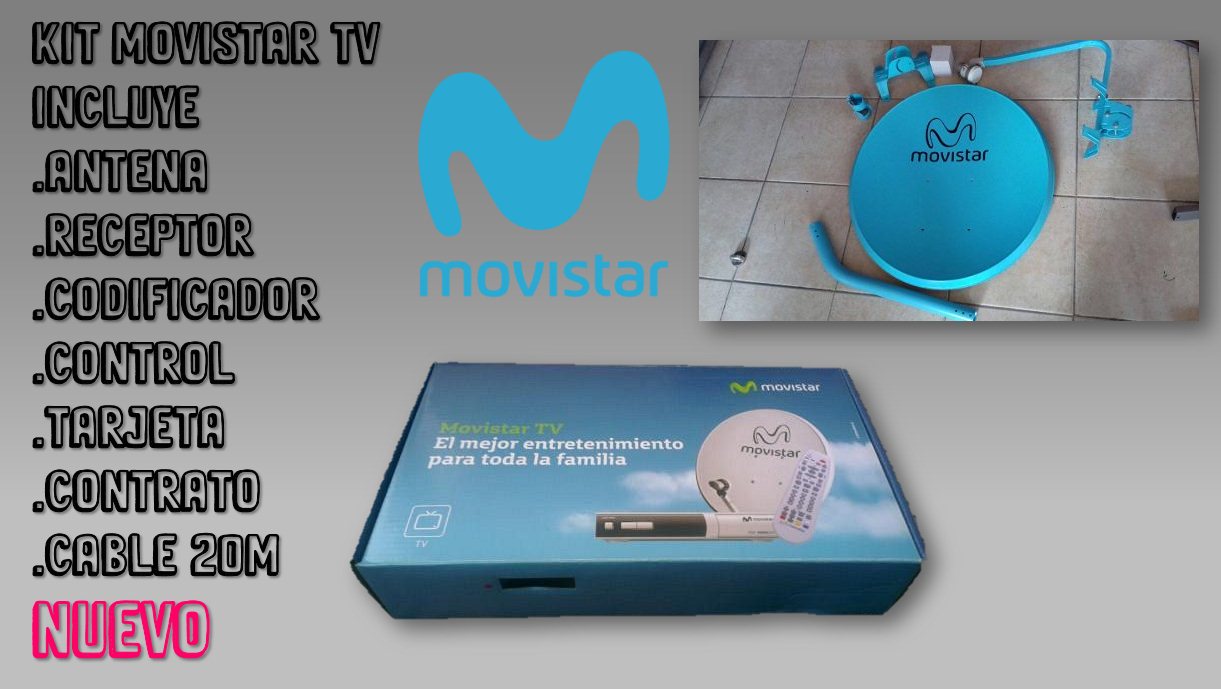 KIT MOVISTAR TV
INCLUYE
.ANTENA
.RECEPTOR
.CODIFICADOR
.CONTROL
.TARJETA
.CONTRATO
.CABLE 20M
NUEVO
movistar
movistar
movistar
Movistar TV
El mejor entretenimiento
para toda la familia
movistar
movistar
TV